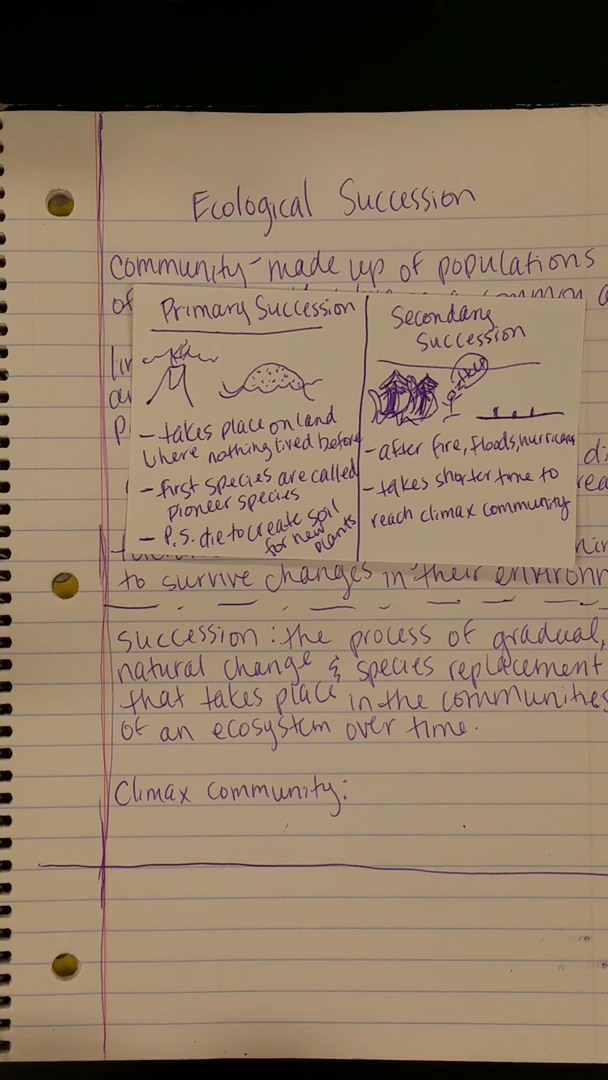 Ecological Succession
Community - made up of populations
of
Primary Succession
- takes place on land
where nothing lived before
- first species are called
pioneer species
- P.S. die to create soil
for new
plants
Secondary
Succession
- after fire, floods, hurricane
- takes shorter time to
reach climax community
to survive changes in their environ
Succession: the process of gradual,
natural change & species replacement
that takes place in the communities
of an ecosystem over time.
Climax community: